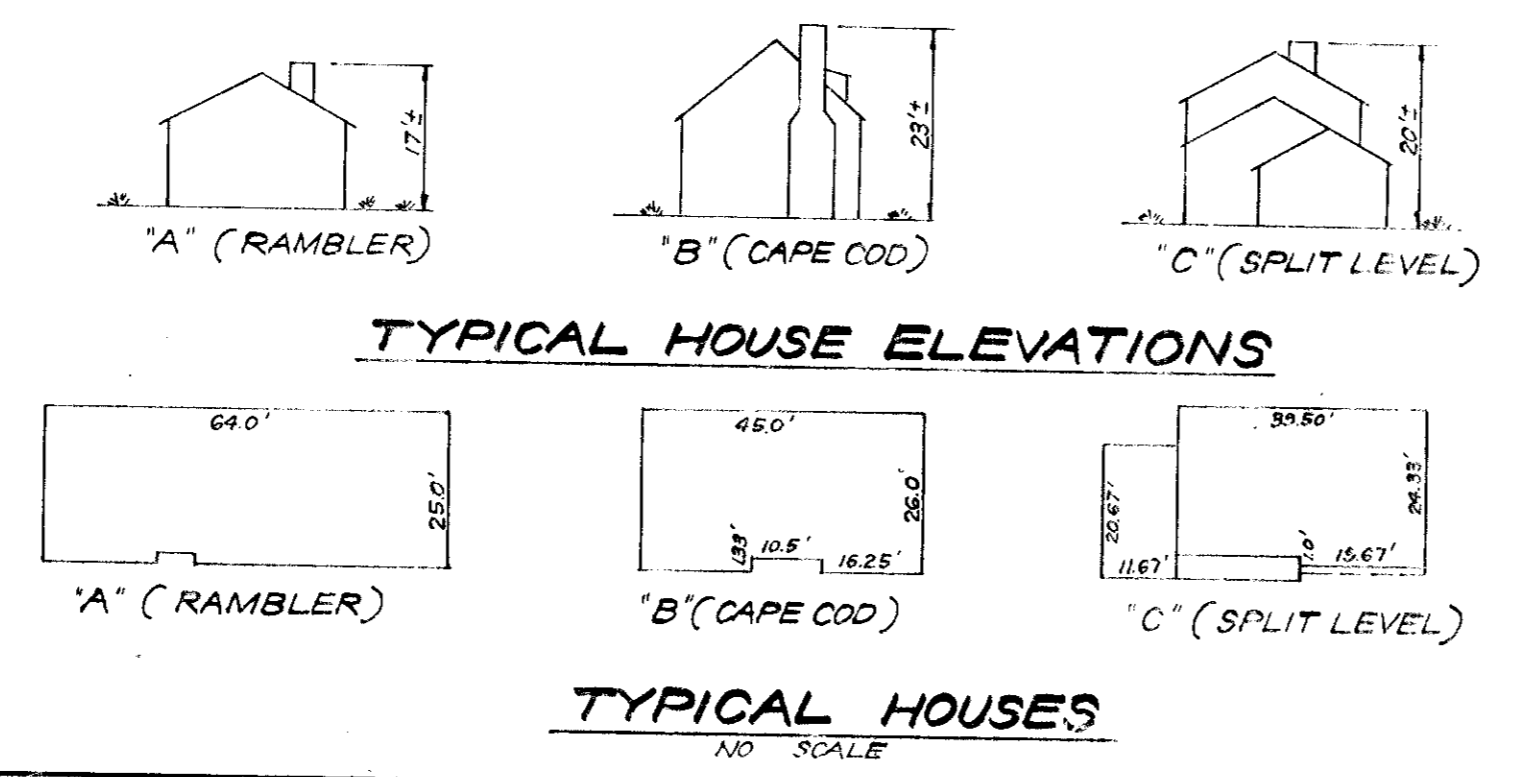 17'±
23'±
20'±
"A" (RAMBLER)
"B" (CAPE COD)
"C" (SPLIT LEVEL)
TYPICAL HOUSE ELEVATIONS
64.0'
25.0'
45.0'
26.0'
1.33'
10.5'
16.25'
24.33'
20.67'
11.67'
1.0'
"A" (RAMBLER)
"B" (CAPE COD)
"C" (SPLIT LEVEL)
TYPICAL HOUSES
NO SCALE